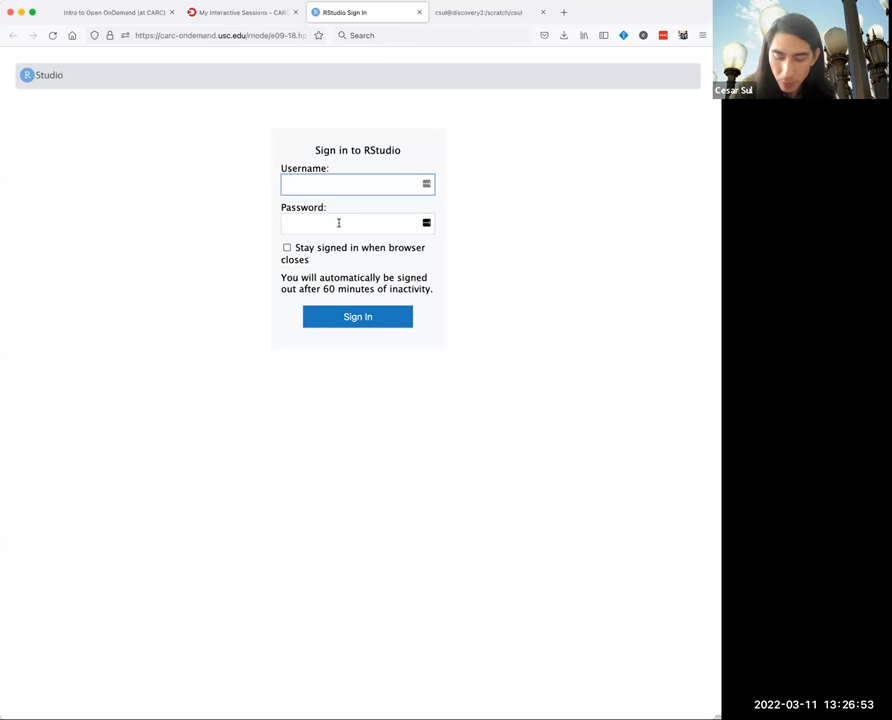 Intro to Open OnDemand (at CARC)
My Interactive Sessions - CARC
RStudio Sign In
csul@discovery2:/scratch/csul
https://carc-ondemand.usc.edu/rnode/e09-18.hp
Search
R Studio
Cesar Sul
Sign in to RStudio
Username:
Password:
Stay signed in when browser
closes
You will automatically be signed
out after 60 minutes of inactivity.
Sign In
2022-03-11 13:26:53